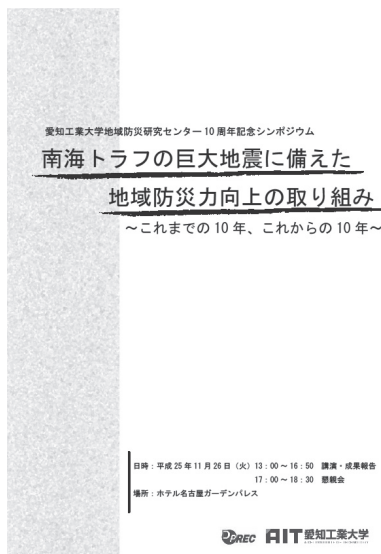 愛知工業大学地域防災研究センター10周年記念シンポジウム
南海トラフの巨大地震に備えた
地域防災力向上の取り組み
～これまでの10年、これからの10年～
日時：平成25年11月26日（火）13：00～16：50　講演・成果報告
17：00～18：30　懇親会
場所：ホテル名古屋ガーデンパレス
DPREC AIT 愛知工業大学